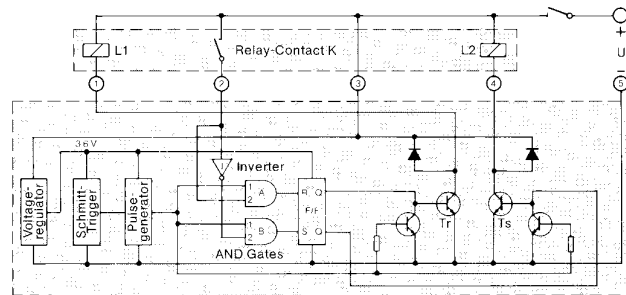 L1
Relay-Contact K
L2
+
U
-
1
2
3
4
5
3.6V
Voltage-
regulator
Schmitt-
Trigger
Pulse-
generator
Inverter
1
2
A
1
2
B
AND Gates
R Q
F/F
S Q
Tr
Ts